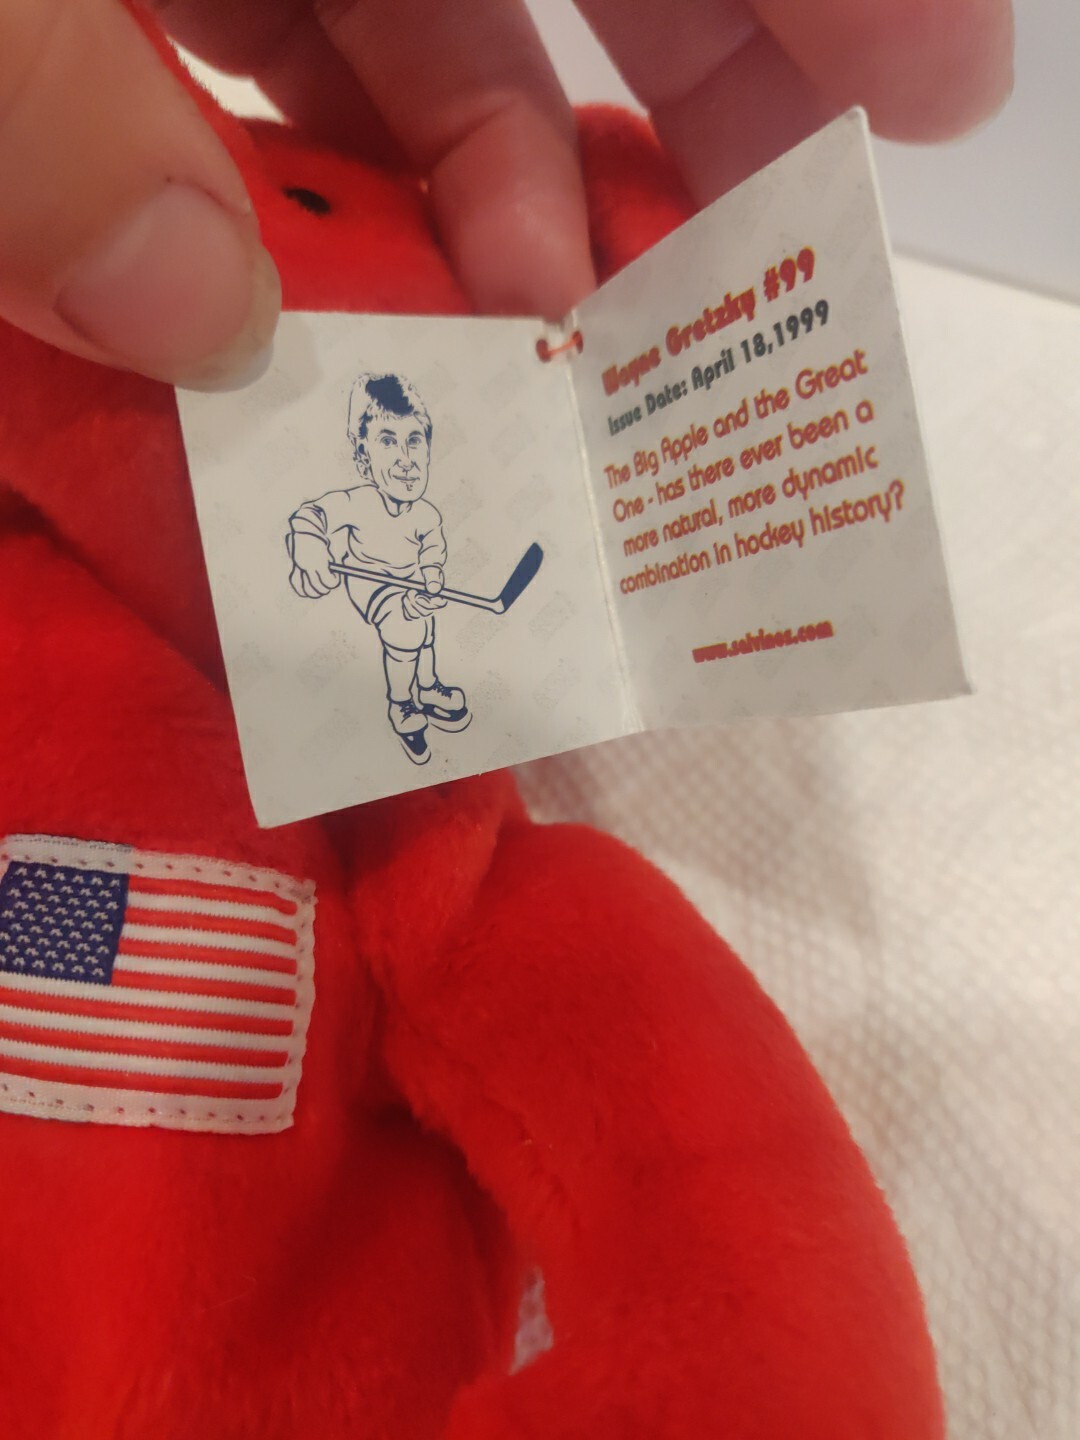 Wayne Gretzky #99
Issue Date: April 18,1999
The Big Apple and the Great
One - has there ever been a
more natural, more dynamic
combination in hockey history?
www.salvinos.com